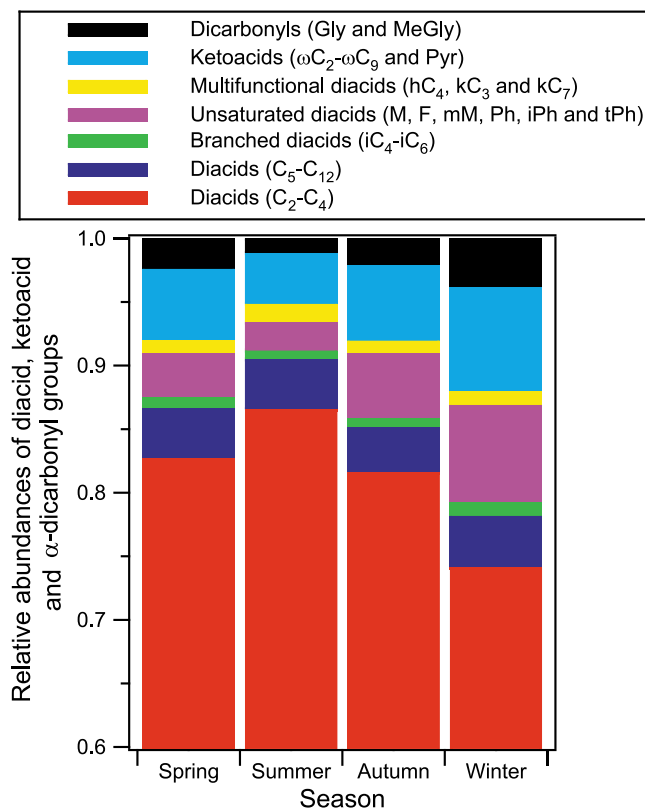 Dicarbonyls (Gly and MeGly)
Ketoacids (ωC₂-ωC₉ and Pyr)
Multifunctional diacids (hC₄, kC₃ and kC₇)
Unsaturated diacids (M, F, mM, Ph, iPh and tPh)
Branched diacids (iC₄-iC₆)
Diacids (C₅-C₁₂)
Diacids (C₂-C₄)
Relative abundances of diacid, ketoacid
and α-dicarbonyl groups
1.0
0.9
0.8
0.7
0.6
Spring Summer Autumn Winter
Season